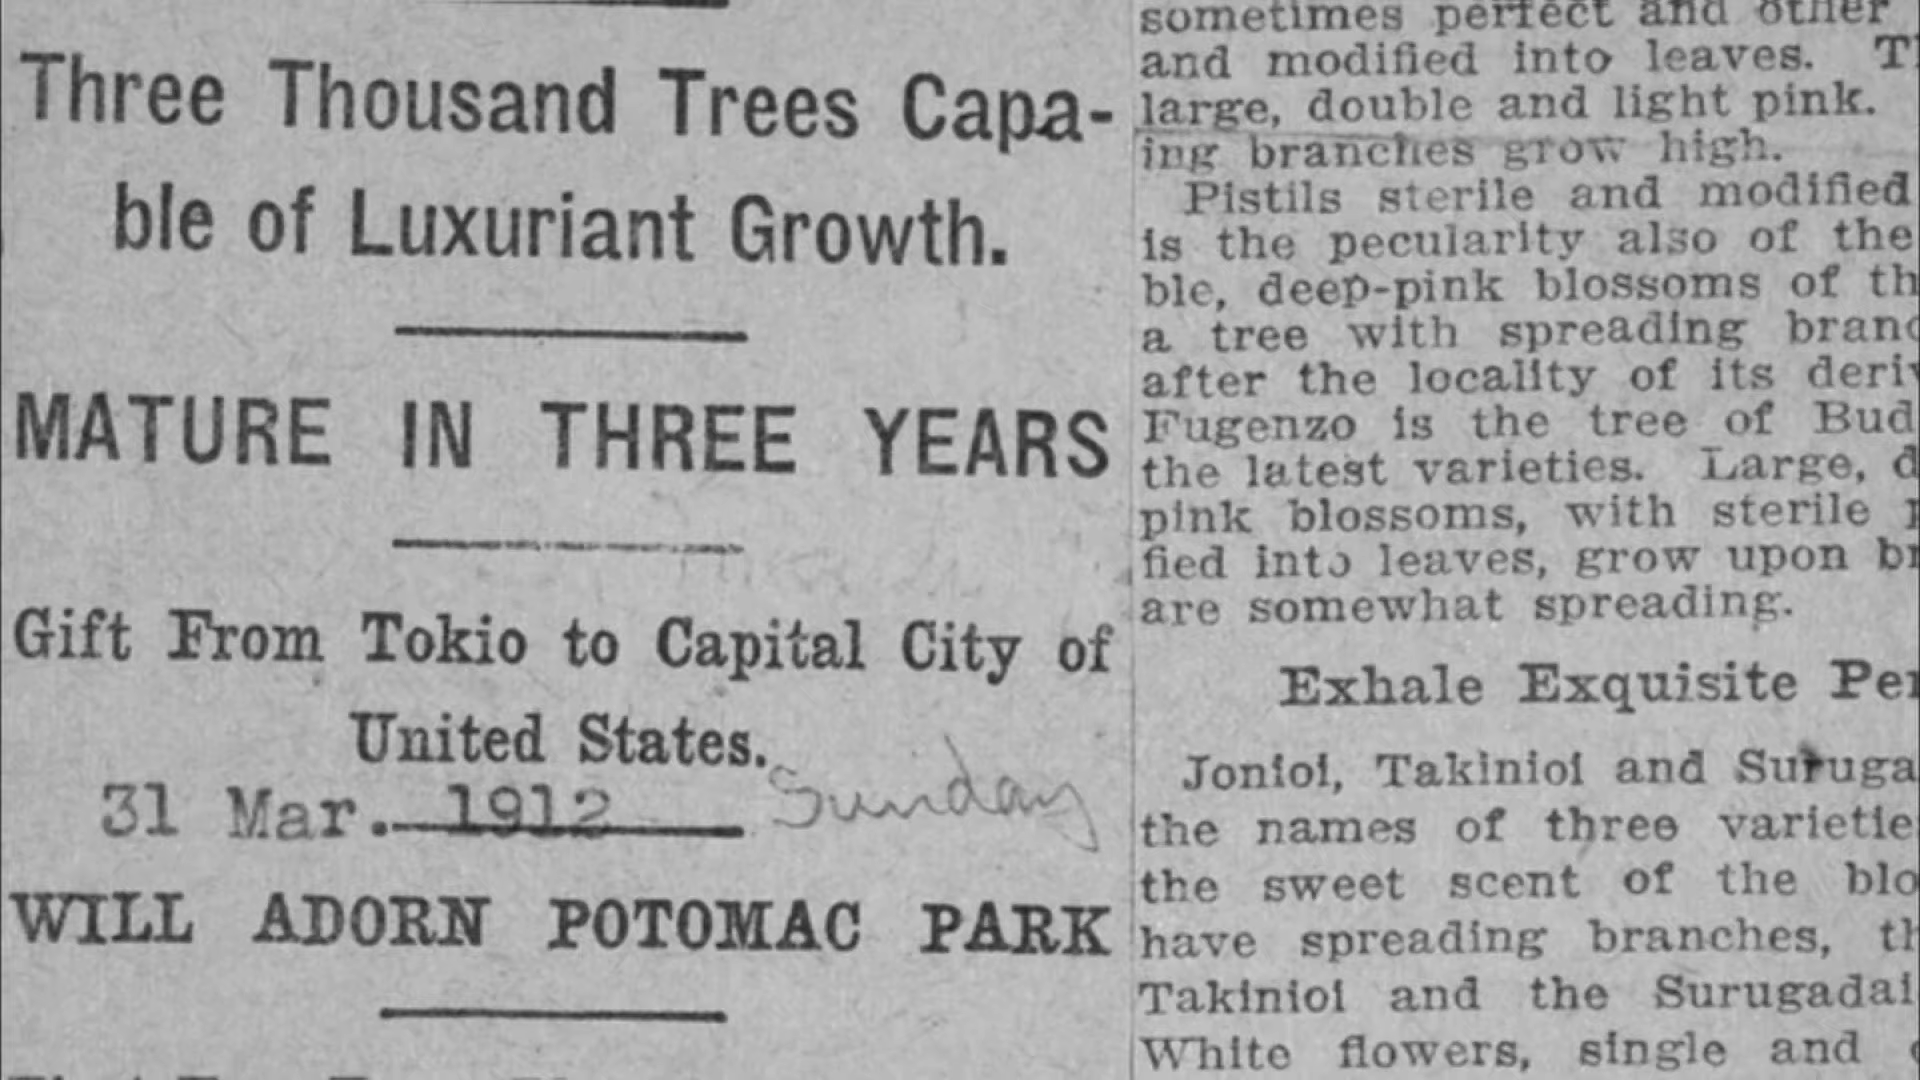 Three Thousand Trees Capa-
ble of Luxuriant Growth.
MATURE IN THREE YEARS
Gift From Tokio to Capital City of
United States.
31 Mar. 1912 Sunday
WILL ADORN POTOMAC PARK
sometimes perfect and other
and modified into leaves.
large, double and light pink.
ing branches grow high.
Pistils sterile and modified
is the pecularity also of the
ble, deep-pink blossoms of th
a tree with spreading branc
after the locality of its deriv
Fugenzo is the tree of Bud
the latest varieties. Large, d
pink blossoms, with sterile
fied into leaves, grow upon br
are somewhat spreading.
Exhale Exquisite Per
Jonioi, Takinioi and Suruga
the names of three varietie
the sweet scent of the blo
have spreading branches, th
Takinioi and the Surugadai
White flowers, single and